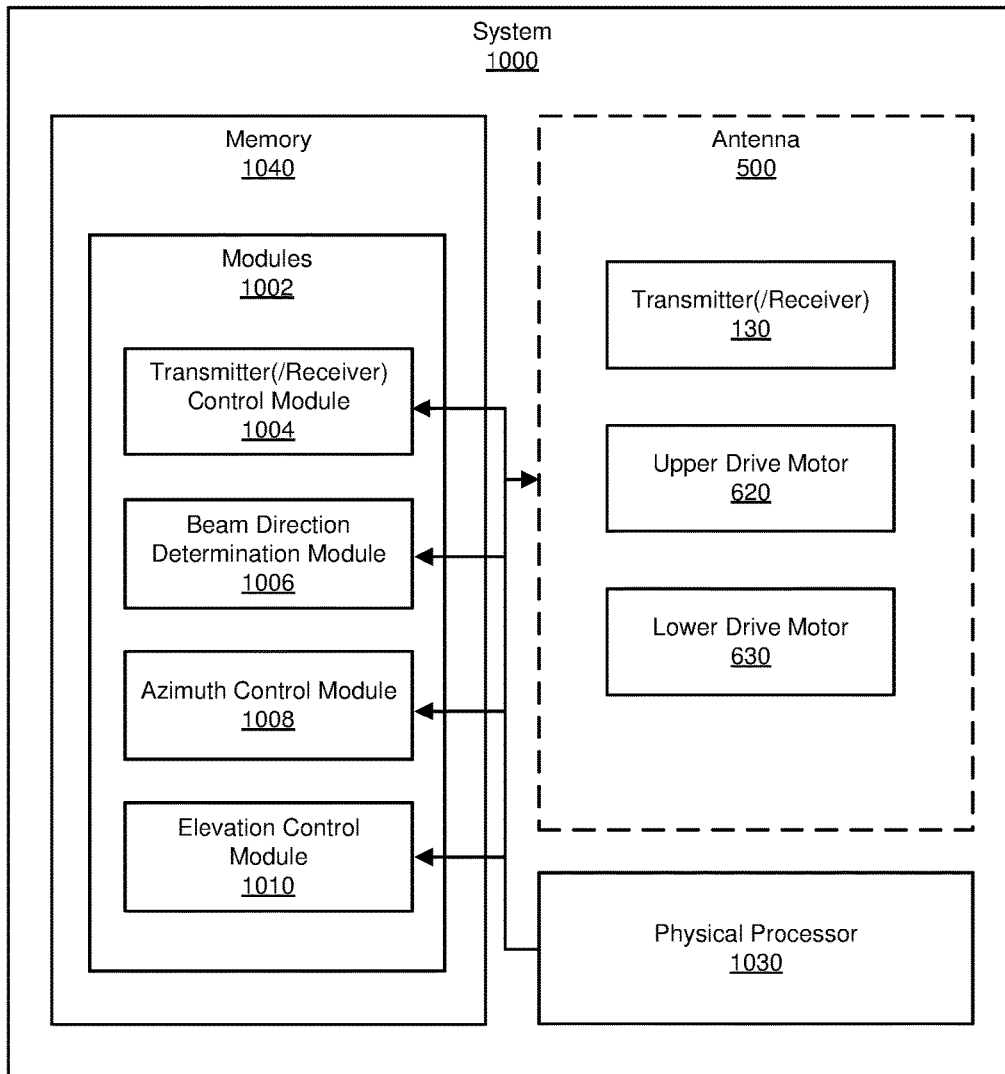 System
1000
Memory
1040
Modules
1002
Transmitter(/Receiver)
Control Module
1004
Beam Direction
Determination Module
1006
Azimuth Control Module
1008
Elevation Control
Module
1010
Antenna
500
Transmitter(/Receiver)
130
Upper Drive Motor
620
Lower Drive Motor
630
Physical Processor
1030